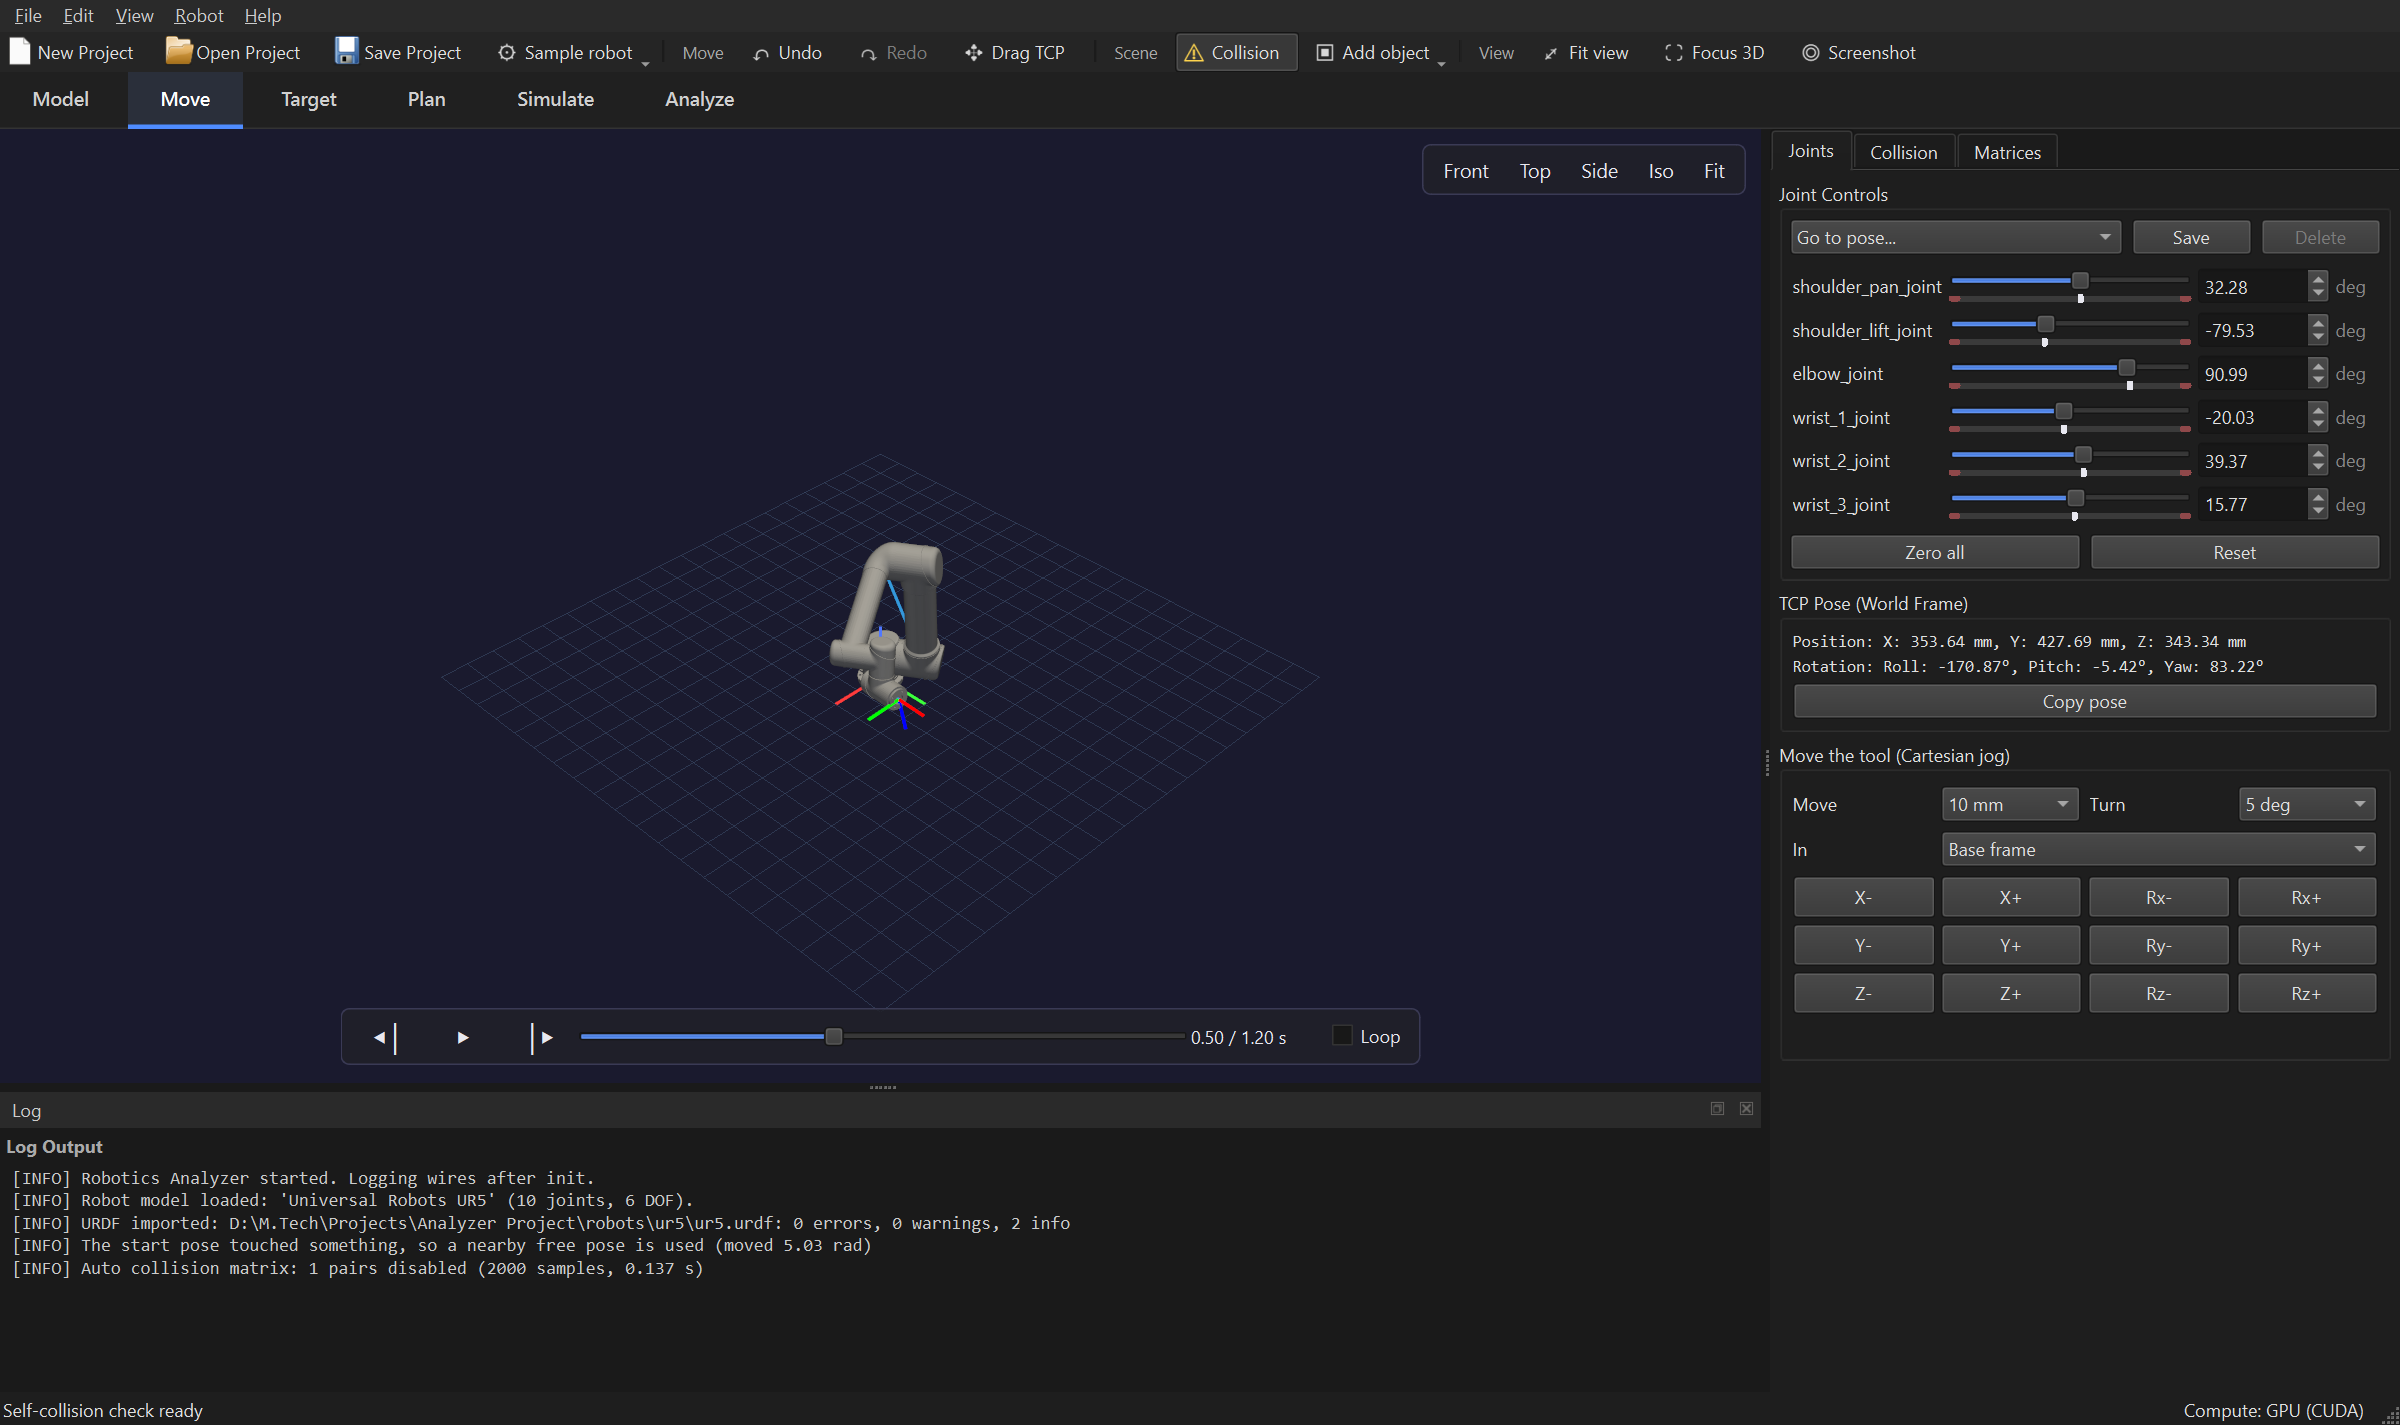 File Edit View Robot Help
New Project Open Project Save Project Sample robot Move Undo Redo Drag TCP Scene Collision Add object View Fit view Focus 3D Screenshot
Model Move Target Plan Simulate Analyze
Front Top Side Iso Fit
0.50 / 1.20 s Loop
Joints Collision Matrices
Joint Controls
Go to pose... Save Delete
shoulder_pan_joint 32.28 deg
shoulder_lift_joint -79.53 deg
elbow_joint 90.99 deg
wrist_1_joint -20.03 deg
wrist_2_joint 39.37 deg
wrist_3_joint 15.77 deg
Zero all Reset
TCP Pose (World Frame)
Position: X: 353.64 mm, Y: 427.69 mm, Z: 343.34 mm
Rotation: Roll: -170.87º, Pitch: -5.42º, Yaw: 83.22º
Copy pose
Move the tool (Cartesian jog)
Move 10 mm Turn 5 deg
In Base frame
X- X+ Rx- Rx+
Y- Y+ Ry- Ry+
Z- Z+ Rz- Rz+
Log
Log Output
[INFO] Robotics Analyzer started. Logging wires after init.
[INFO] Robot model loaded: 'Universal Robots UR5' (10 joints, 6 DOF).
[INFO] URDF imported: D:\M.Tech\Projects\Analyzer Project\robots\ur5\ur5.urdf: 0 errors, 0 warnings, 2 info
[INFO] The start pose touched something, so a nearby free pose is used (moved 5.03 rad)
[INFO] Auto collision matrix: 1 pairs disabled (2000 samples, 0.137 s)
Self-collision check ready
Compute: GPU (CUDA)